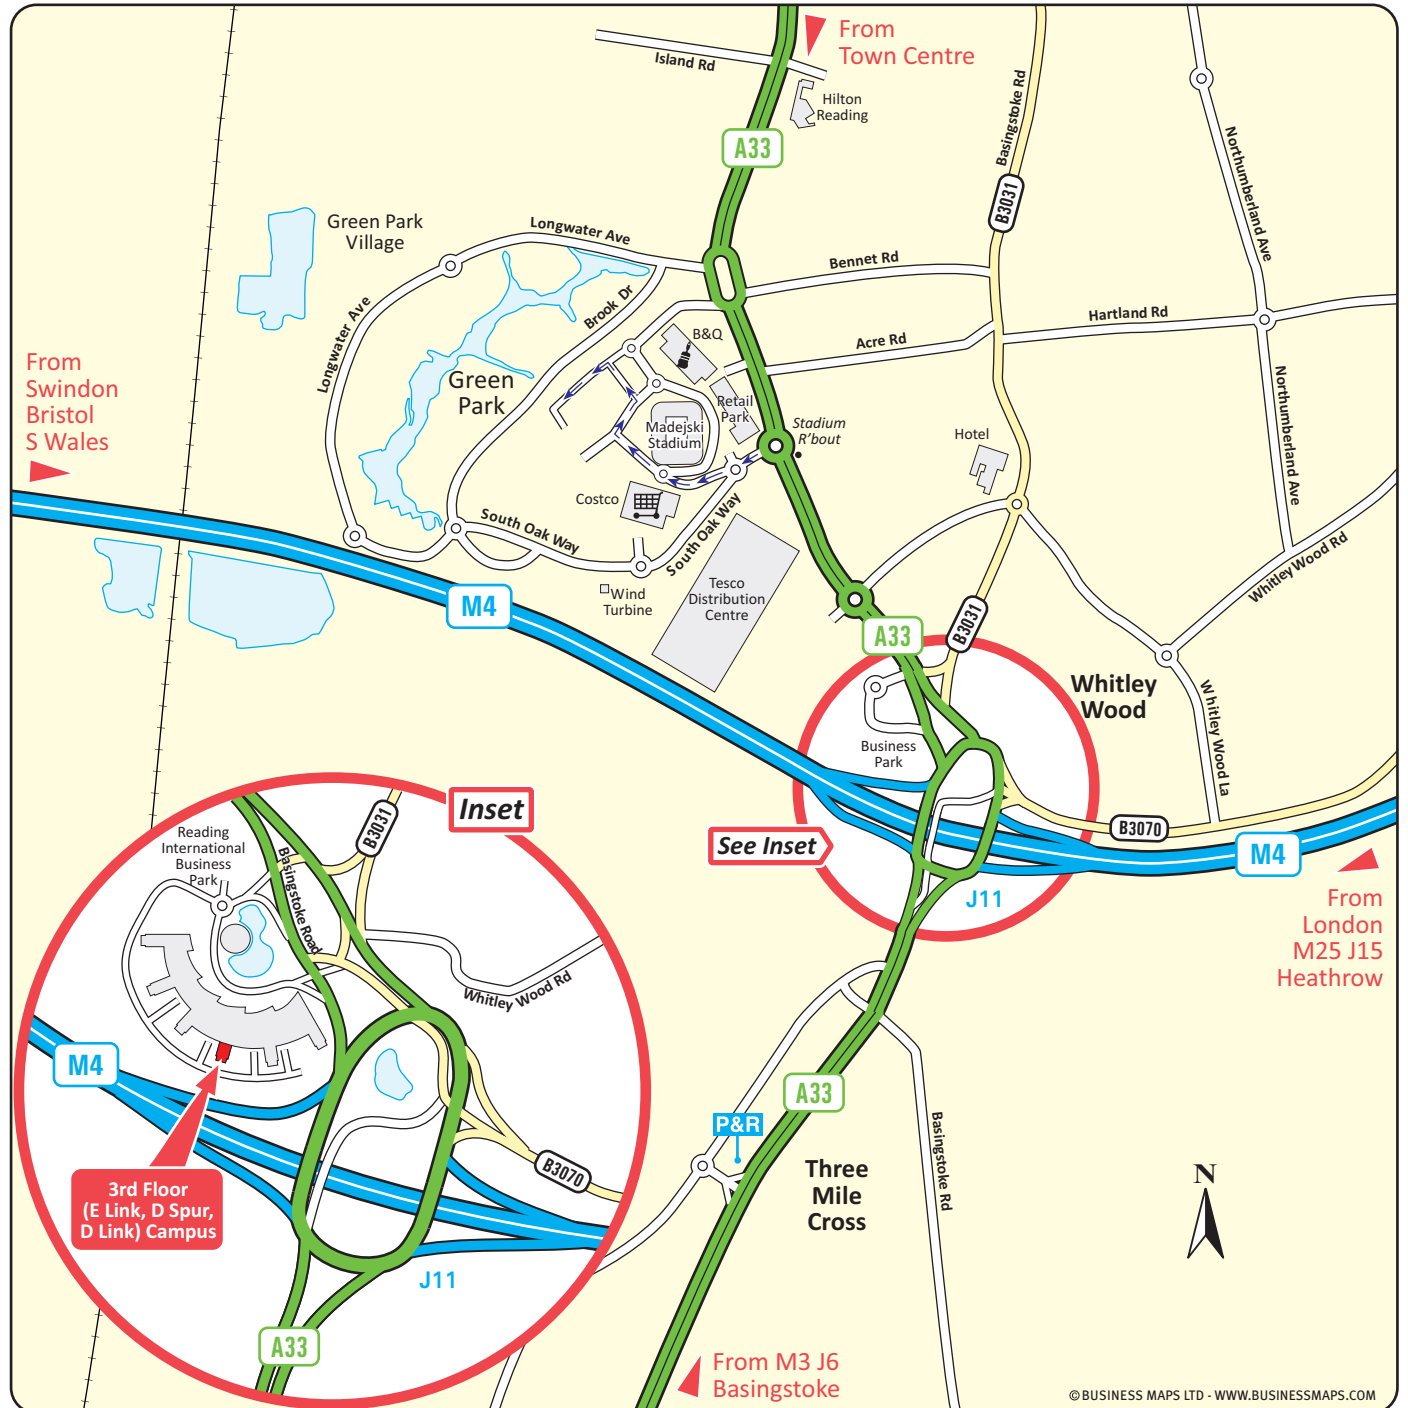 From
Town Centre
Island Rd
Hilton
Reading
A33
Basingstoke Rd
B3031
Northumberland Ave
Green Park
Village
Longwater Ave
Bennet Rd
Longwater Ave
Brook Dr
Hartland Rd
Acre Rd
B&Q
From
Swindon
Bristol
S Wales
Green
Park
Retail
Park
Madejski
Stadium
Stadium
R'bout
Hotel
Northumberland Ave
Costco
South Oak Way
South Oak Way
Whitley Wood Rd
Wind
Turbine
Tesco
Distribution
Centre
M4
A33
B3031
Whitley
Wood
Whitley Wood La
Business
Park
See Inset
B3070
M4
J11
From
London
M25 J15
Heathrow
Inset
B3031
Reading
International
Business
Park
Basingstoke Road
Whitley Wood Rd
M4
B3070
3rd Floor
(E Link, D Spur,
D Link) Campus
J11
A33
A33
P&R
Three
Mile
Cross
Basingstoke Rd
N
From M3 J6
Basingstoke
© BUSINESS MAPS LTD - WWW.BUSINESSMAPS.COM